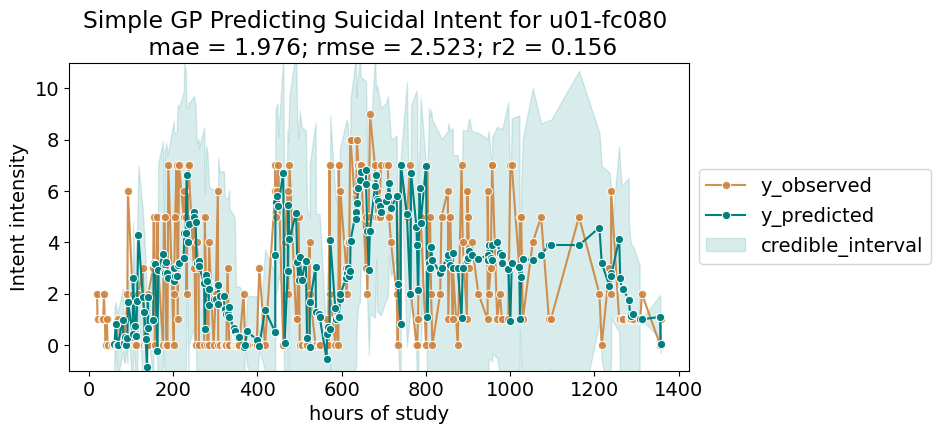 Simple GP Predicting Suicidal Intent for u01-fc080
mae = 1.976; rmse = 2.523; r2 = 0.156
10
8
6
4
2
0
Intent intensity
0 200 400 600 800 1000 1200 1400
hours of study
y_observed
y_predicted
credible_interval